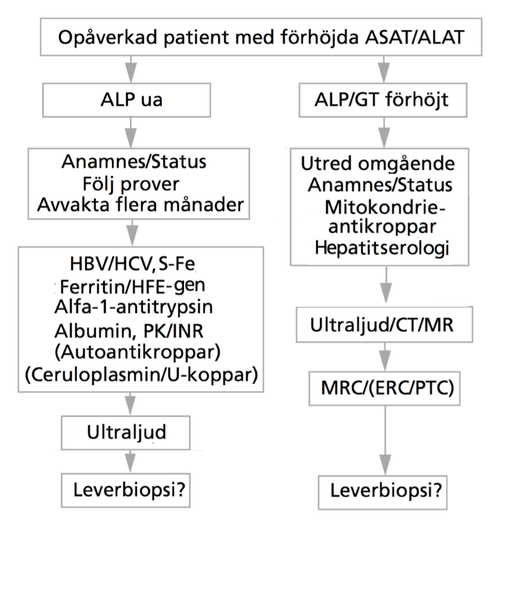 Opåverkad patient med förhöjda ASAT/ALAT
ALP ua
Anamnes/Status
Följ prover
Avvakta flera månader
HBV/HCV, S-Fe
Ferritin/HFE-gen
Alfa-1-antitrypsin
Albumin, PK/INR
(Autoantikroppar)
(Ceruloplasmin/U-koppar)
Ultraljud
Leverbiopsi?
ALP/GT förhöjt
Utred omgående
Anamnes/Status
Mitokondrie-
antikroppar
Hepatitserologi
Ultraljud/CT/MR
MRC/(ERC/PTC)
Leverbiopsi?